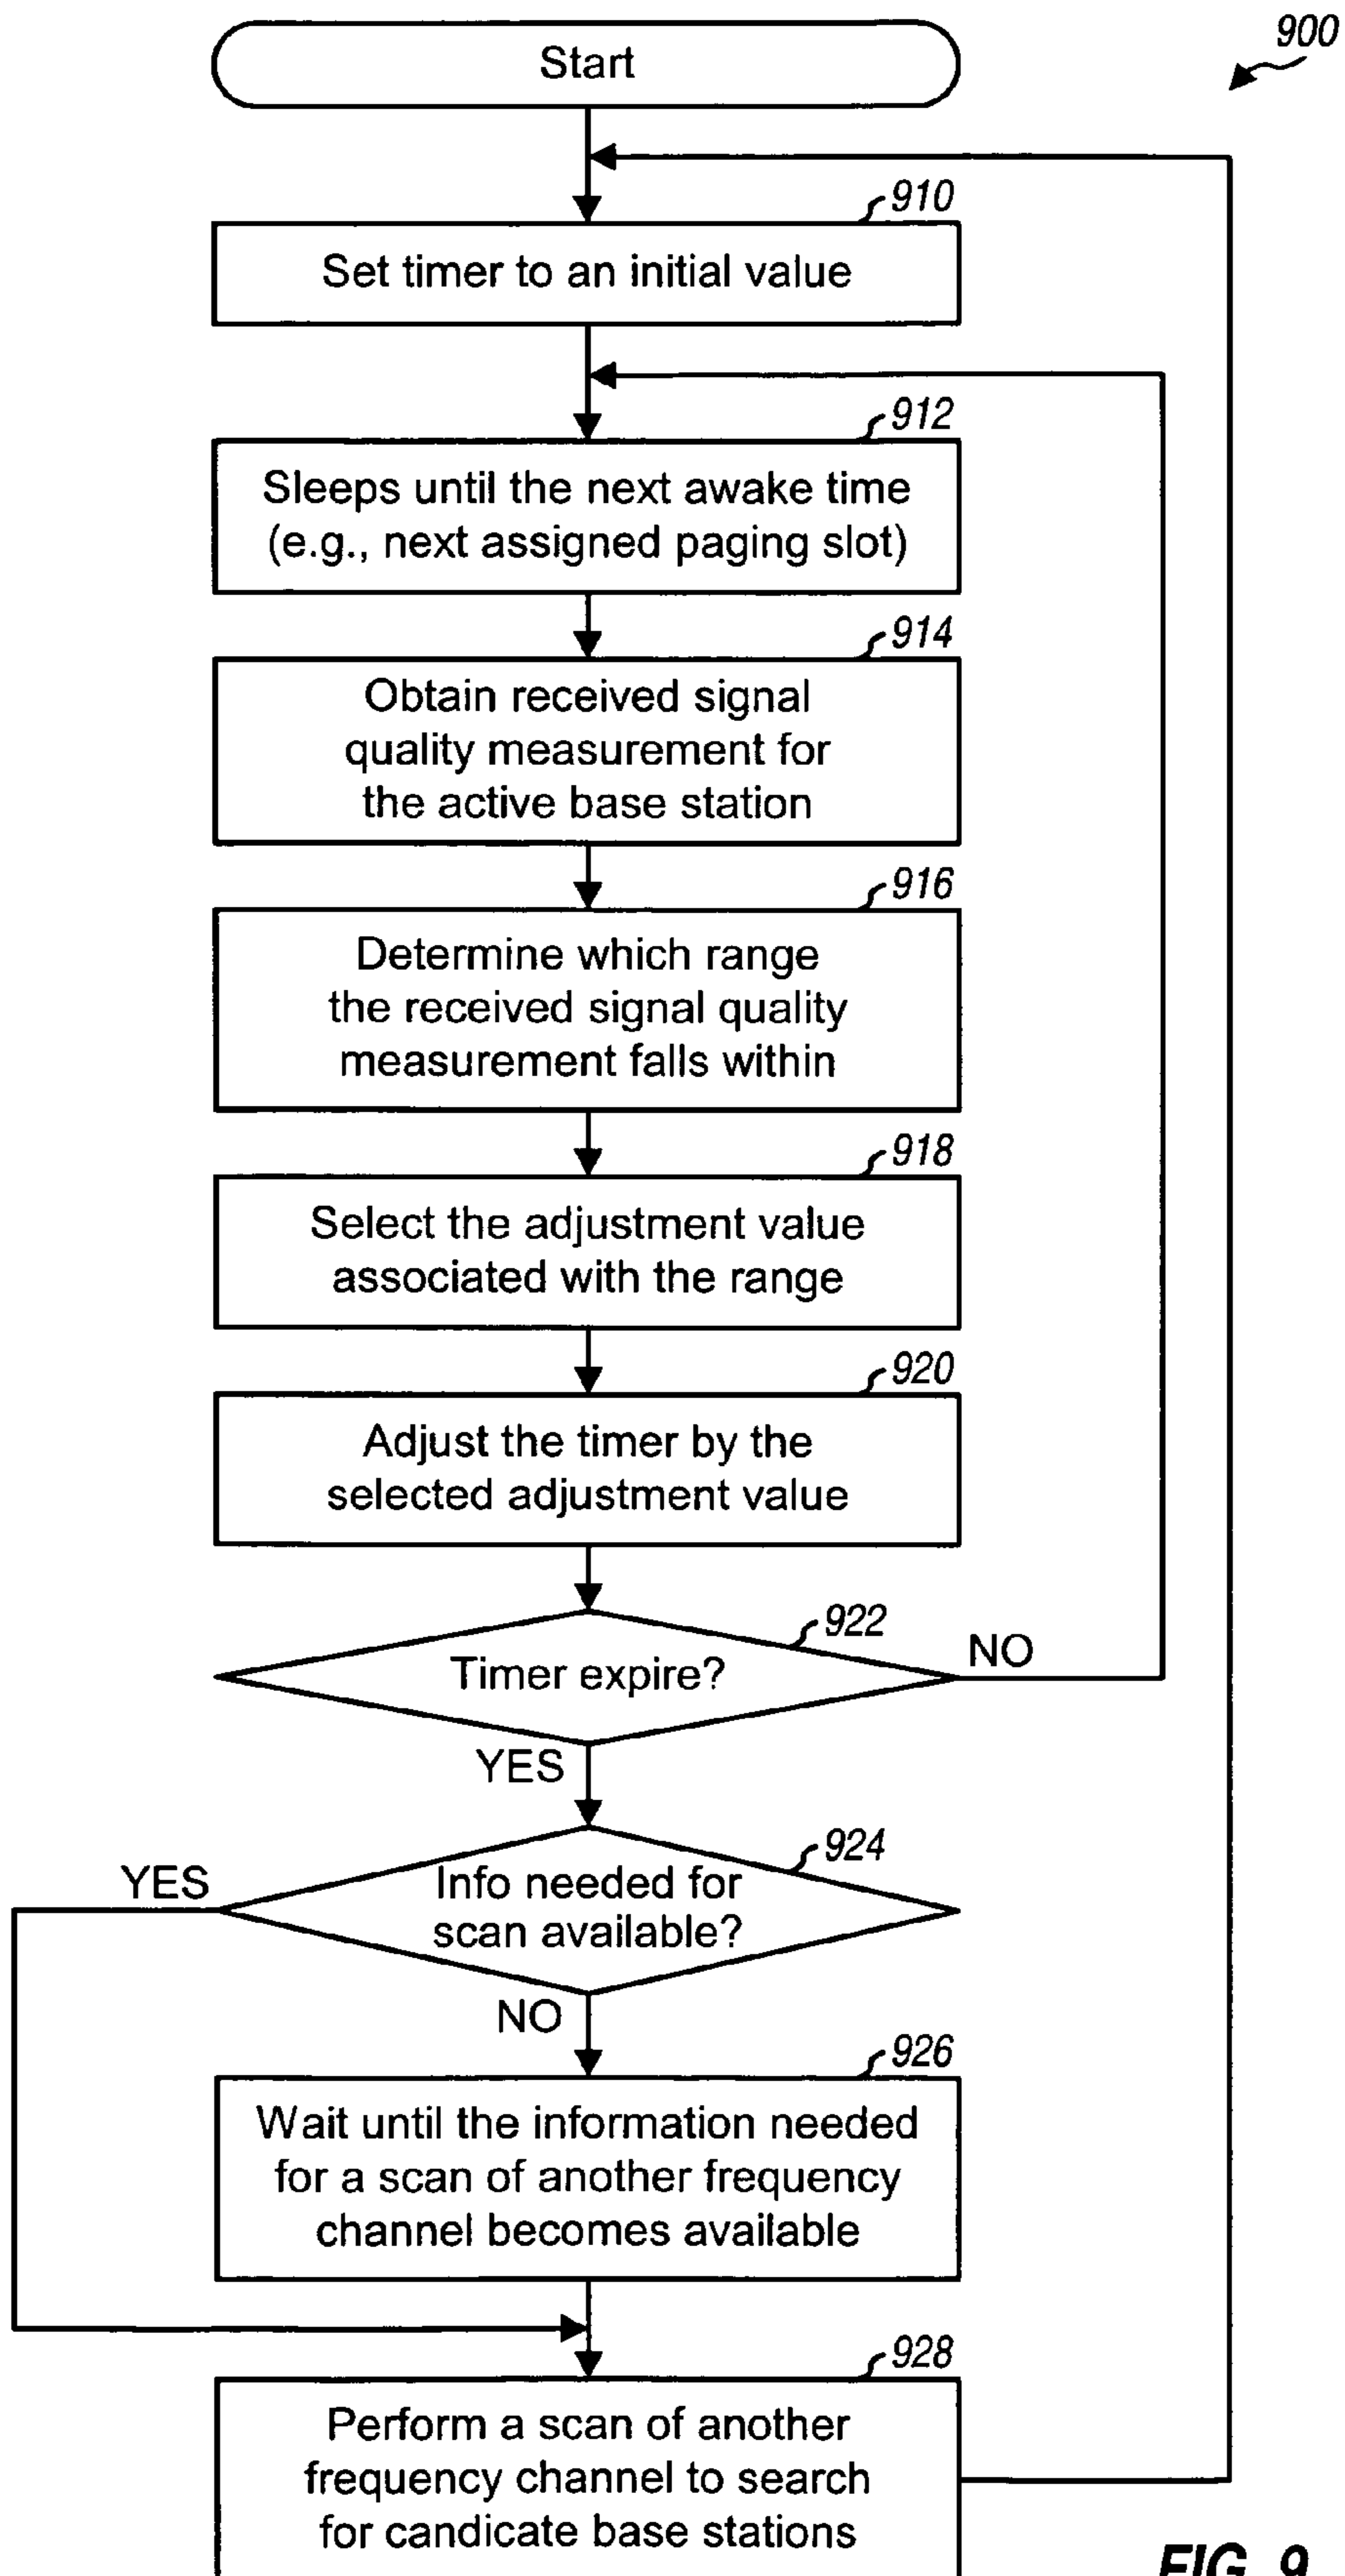 Start
900
910
Set timer to an initial value
912
Sleeps until the next awake time
(e.g., next assigned paging slot)
914
Obtain received signal
quality measurement for
the active base station
916
Determine which range
the received signal quality
measurement falls within
918
Select the adjustment value
associated with the range
920
Adjust the timer by the
selected adjustment value
922
Timer expire?
NO
YES
924
YES
Info needed for
scan available?
NO
926
Wait until the information needed
for a scan of another frequency
channel becomes available
928
Perform a scan of another
frequency channel to search
for candicate base stations
FIG. 9